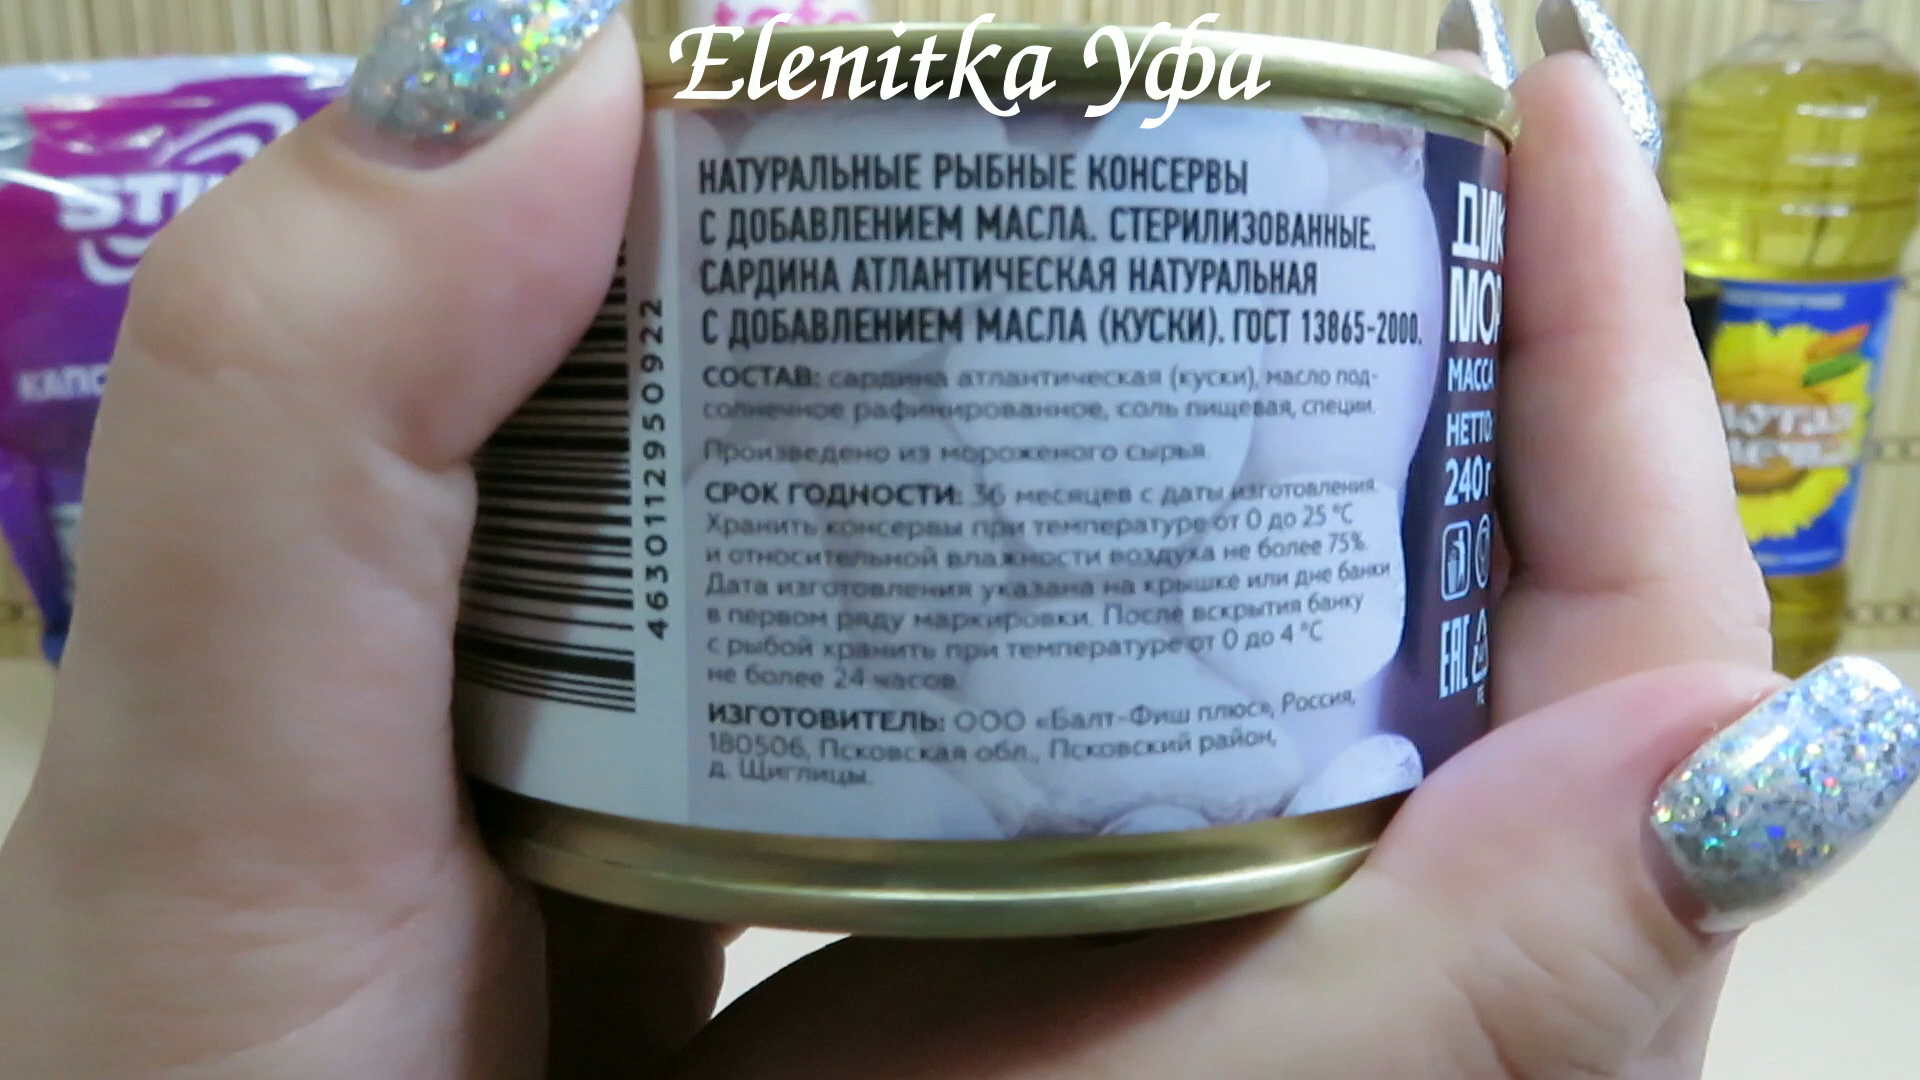 Elenitka Уфа
НАТУРАЛЬНЫЕ РЫБНЫЕ КОНСЕРВЫ
С ДОБАВЛЕНИЕМ МАСЛА. СТЕРИЛИЗОВАННЫЕ.
САРДИНА АТЛАНТИЧЕСКАЯ НАТУРАЛЬНАЯ
С ДОБАВЛЕНИЕМ МАСЛА (КУСКИ). ГОСТ 13865-2000.
СОСТАВ: сардина атлантическая (куски), масло под-
солнечное рафинированное, соль пищевая, специи.
Произведено из мороженого сырья.
СРОК ГОДНОСТИ: 36 месяцев с даты изготовления.
Хранить консервы при температуре от 0 до 25 °C
и относительной влажности воздуха не более 75%.
Дата изготовления указана на крышке или дне банки
в первом ряду маркировки. После вскрытия банку
с рыбой хранить при температуре от 0 до 4 °C
не более 24 часов.
ИЗГОТОВИТЕЛЬ: ООО «Балт-Фиш плюс», Россия,
180506, Псковская обл., Псковский район,
д. Щиглицы.
4630112950922
ДИК
МОР
МАССА
НЕТТО:
240 г
EAC